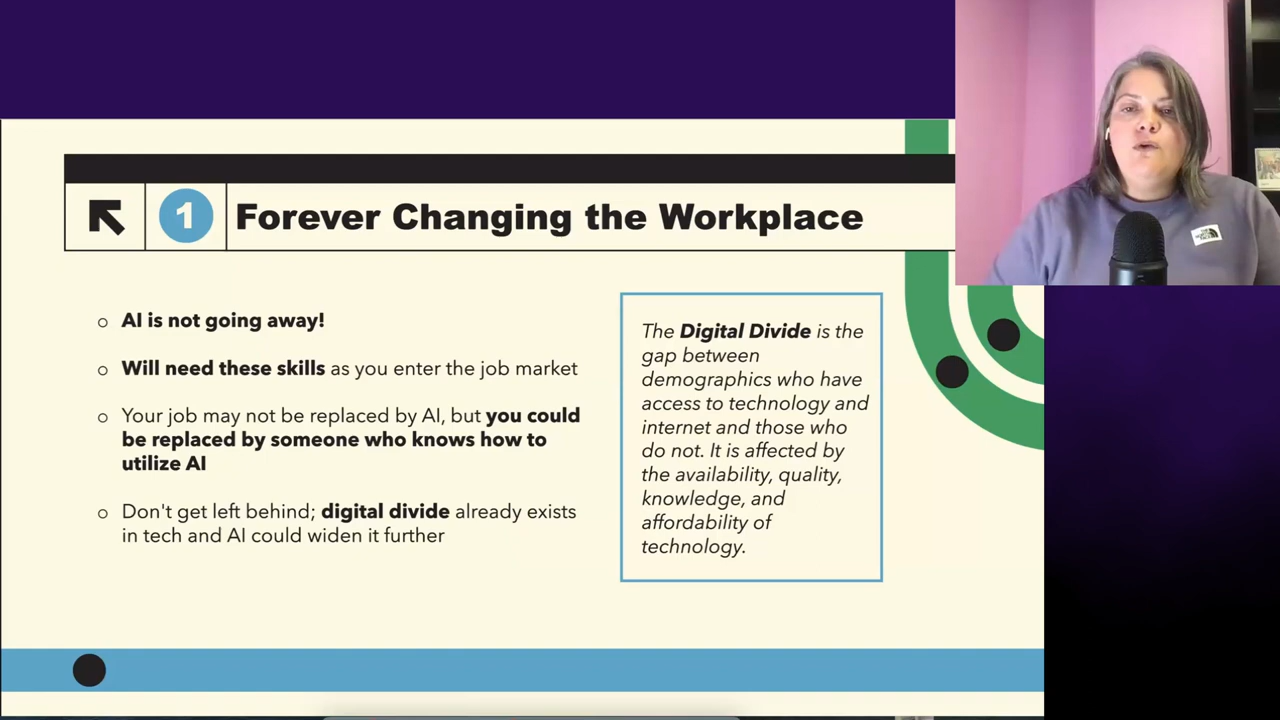 1 Forever Changing the Workplace
AI is not going away!
Will need these skills as you enter the job market
Your job may not be replaced by AI, but you could
be replaced by someone who knows how to
utilize AI
Don't get left behind; digital divide already exists
in tech and AI could widen it further
The Digital Divide is the
gap between
demographics who have
access to technology and
internet and those who
do not. It is affected by
the availability, quality,
knowledge, and
affordability of
technology.
THE
NORTH
FACE